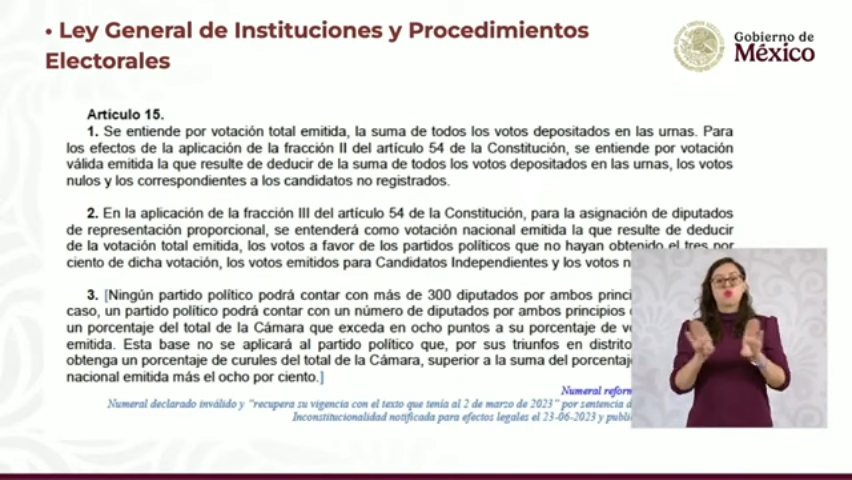 • Ley General de Instituciones y Procedimientos
Electorales
Gobierno de
México
Artículo 15.
1. Se entiende por votación total emitida, la suma de todos los votos depositados en las urnas. Para
los efectos de la aplicación de la fracción II del artículo 54 de la Constitución, se entiende por votación
válida emitida la que resulte de deducir de la suma de todos los votos depositados en las urnas, los votos
nulos y los correspondientes a los candidatos no registrados.
2. En la aplicación de la fracción III del artículo 54 de la Constitución, para la asignación de diputados
de representación proporcional, se entenderá como votación nacional emitida la que resulte de deducir
de la votación total emitida, los votos a favor de los partidos políticos que no hayan obtenido el tres por
ciento de dicha votación, los votos emitidos para Candidatos Independientes y los votos
3. [Ningún partido político podrá contar con más de 300 diputados por ambos
caso, un partido político podrá contar con un número de diputados por ambos principios
un porcentaje del total de la Cámara que exceda en ocho puntos a su porcentaje de
emitida. Esta base no se aplicará al partido político que, por sus triunfos en
obtenga un porcentaje de curules del total de la Cámara, superior a la suma del
nacional emitida más el ocho por ciento.]
Numeral
Numeral declarado inválido y "recupera su vigencia con el texto que tenía al 2 de marzo de 2023" por sentencia
Inconstitucionalidad notificada para efectos legales el 23-06-2023 y